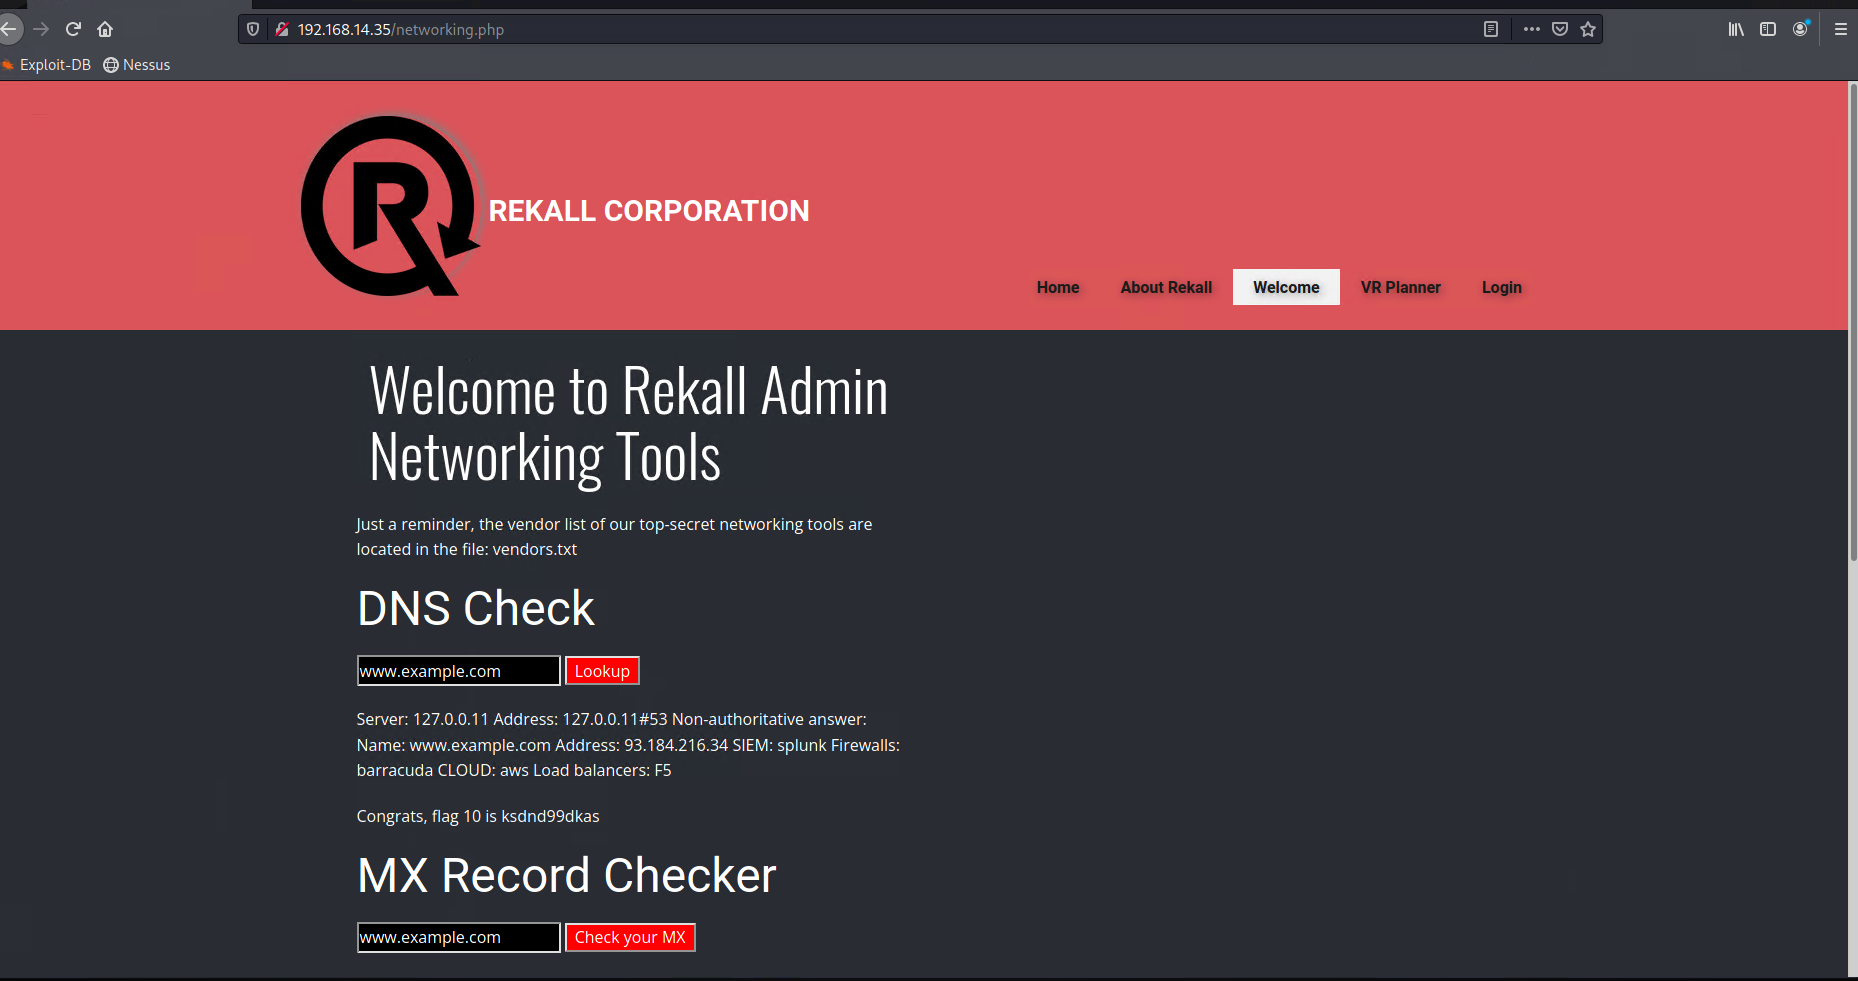 192.168.14.35/networking.php
Exploit-DB Nessus
R
REKALL CORPORATION
Home About Rekall Welcome VR Planner Login
Welcome to Rekall Admin
Networking Tools
Just a reminder, the vendor list of our top-secret networking tools are
located in the file: vendors.txt
DNS Check
www.example.com Lookup
Server: 127.0.0.11 Address: 127.0.0.11#53 Non-authoritative answer:
Name: www.example.com Address: 93.184.216.34 SIEM: splunk Firewalls:
barracuda CLOUD: aws Load balancers: F5
Congrats, flag 10 is ksdnd99dkas
MX Record Checker
www.example.com Check your MX